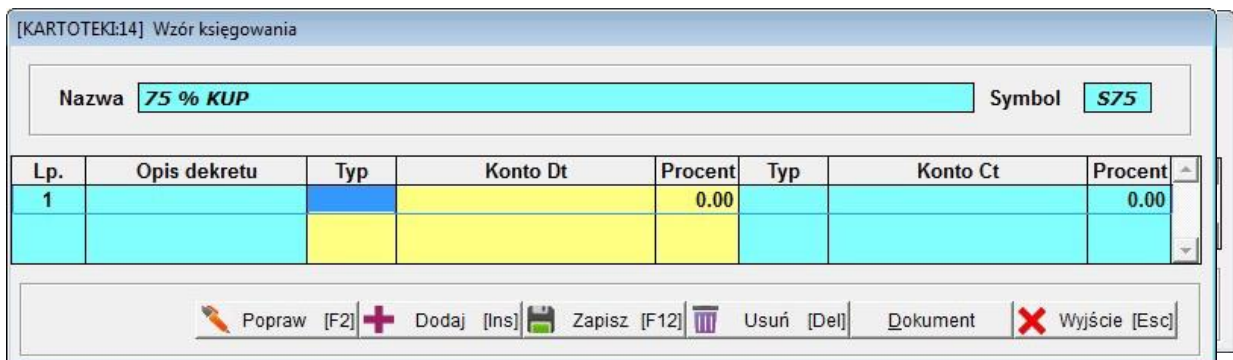 [KARTOTEKI:14] Wzór księgowania
Nazwa 75 % KUP Symbol S75
Lp. Opis dekretu Typ Konto Dt Procent Typ Konto Ct Procent
1 0.00 0.00
Popraw [F2] Dodaj [Ins] Zapisz [F12] Usuń [Del] Dokument Wyjście [Esc]